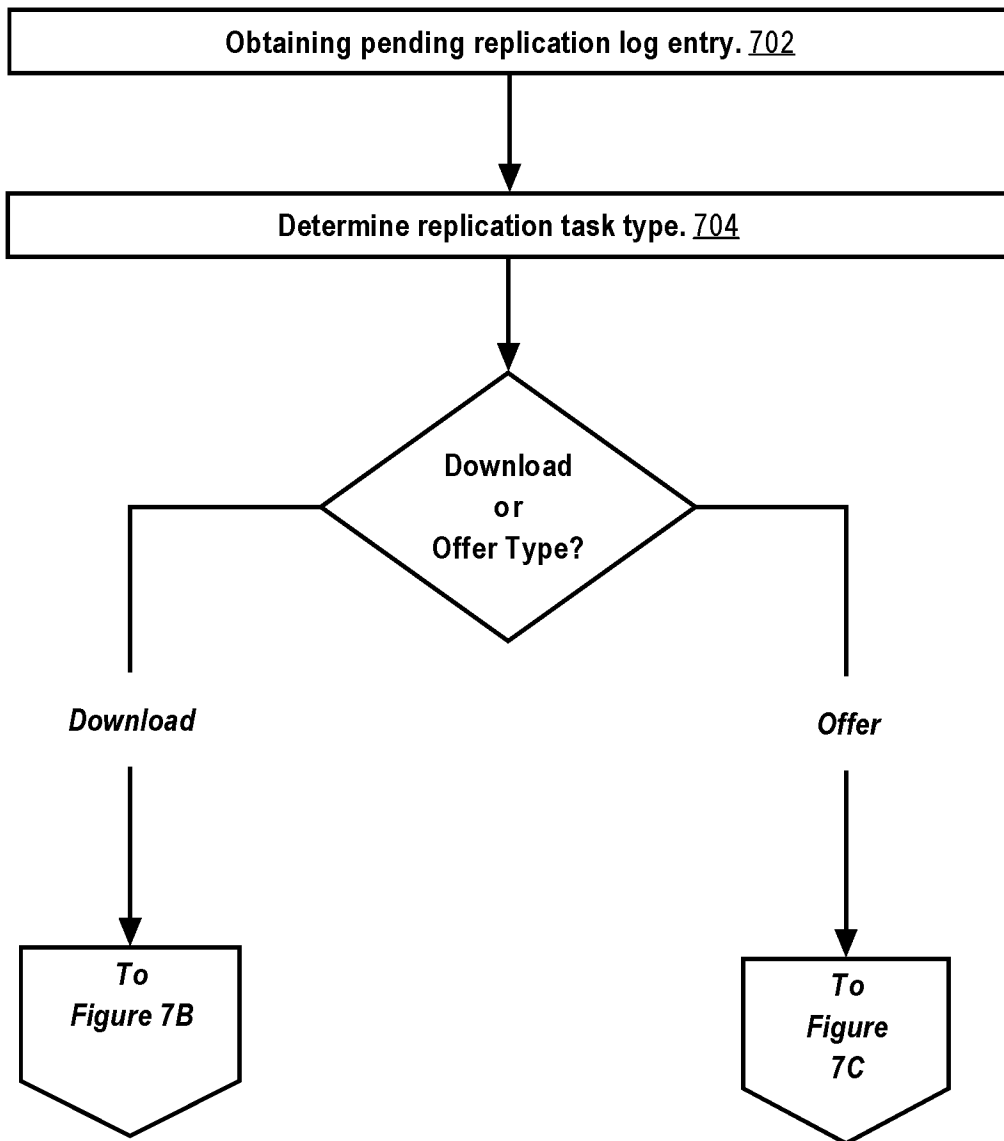 Obtaining pending replication log entry. 702
Determine replication task type. 704
Download
or
Offer Type?
Download
Offer
To
Figure 7B
To
Figure
7C